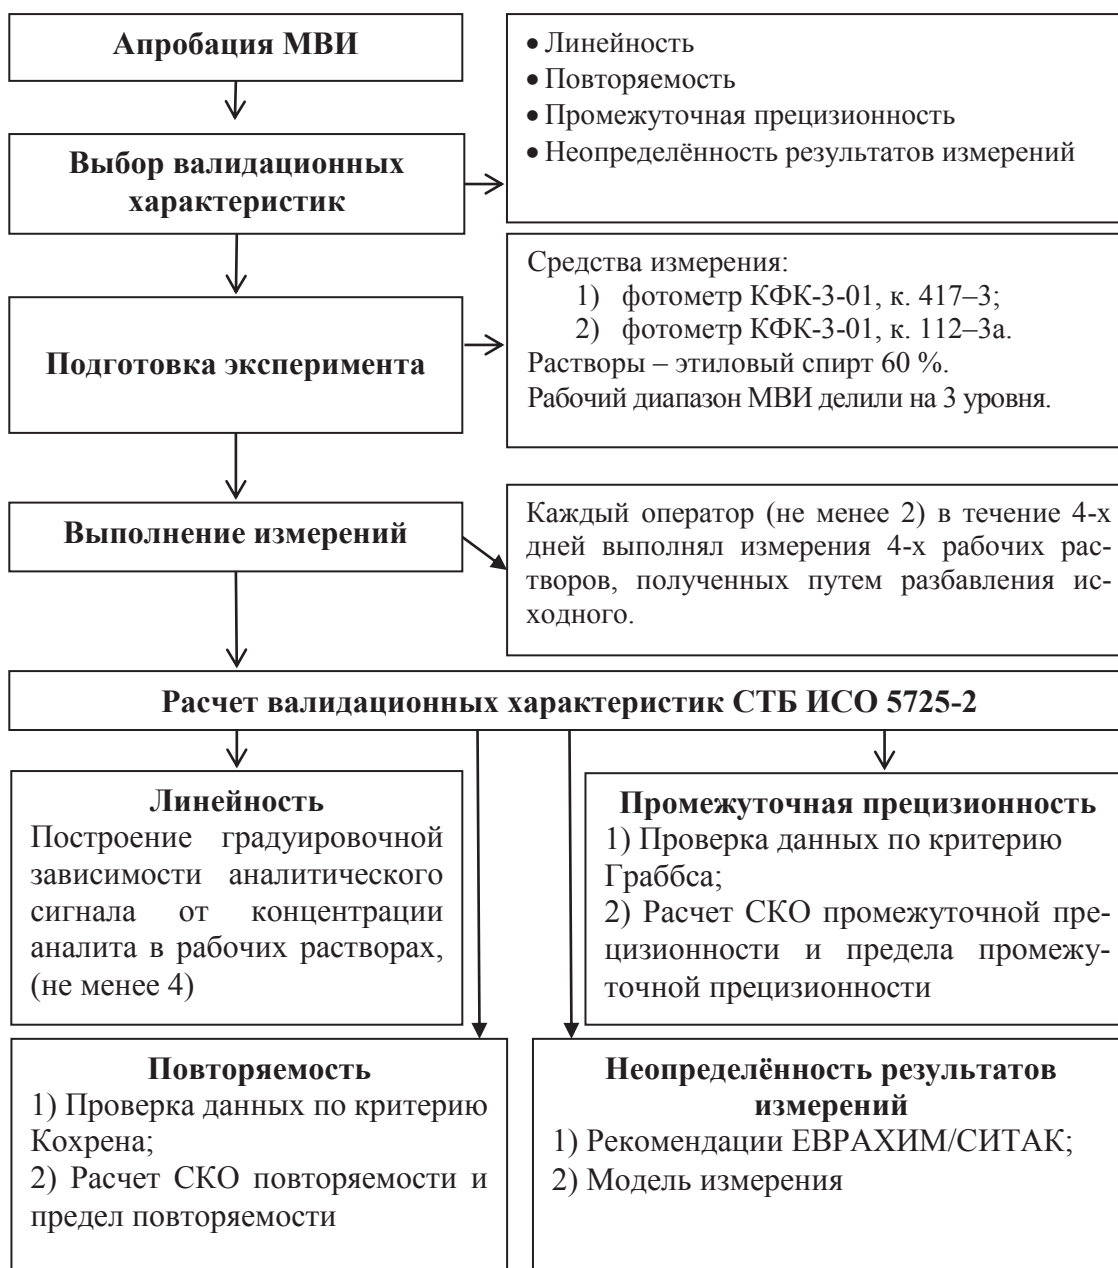 Апробация МВИ
• Линейность
• Повторяемость
• Промежуточная прецизионность
• Неопределённость результатов измерений
Выбор валидационных
характеристик
Средства измерения:
1) фотометр КФК-3-01, к. 417–3;
2) фотометр КФК-3-01, к. 112–3а.
Растворы – этиловый спирт 60 %.
Рабочий диапазон МВИ делили на 3 уровня.
Подготовка эксперимента
Выполнение измерений
Каждый оператор (не менее 2) в течение 4-х
дней выполнял измерения 4-х рабочих рас-
творов, полученных путем разбавления ис-
ходного.
Расчет валидационных характеристик СТБ ИСО 5725-2
Линейность
Построение градуировочной
зависимости аналитического
сигнала от концентрации
аналита в рабочих растворах,
(не менее 4)
Промежуточная прецизионность
1) Проверка данных по критерию
Граббса;
2) Расчет СКО промежуточной пре-
цизионности и предела промежу-
точной прецизионности
Повторяемость
1) Проверка данных по критерию
Кохрена;
2) Расчет СКО повторяемости и
предел повторяемости
Неопределённость результатов
измерений
1) Рекомендации ЕВРАХИМ/СИТАК;
2) Модель измерения